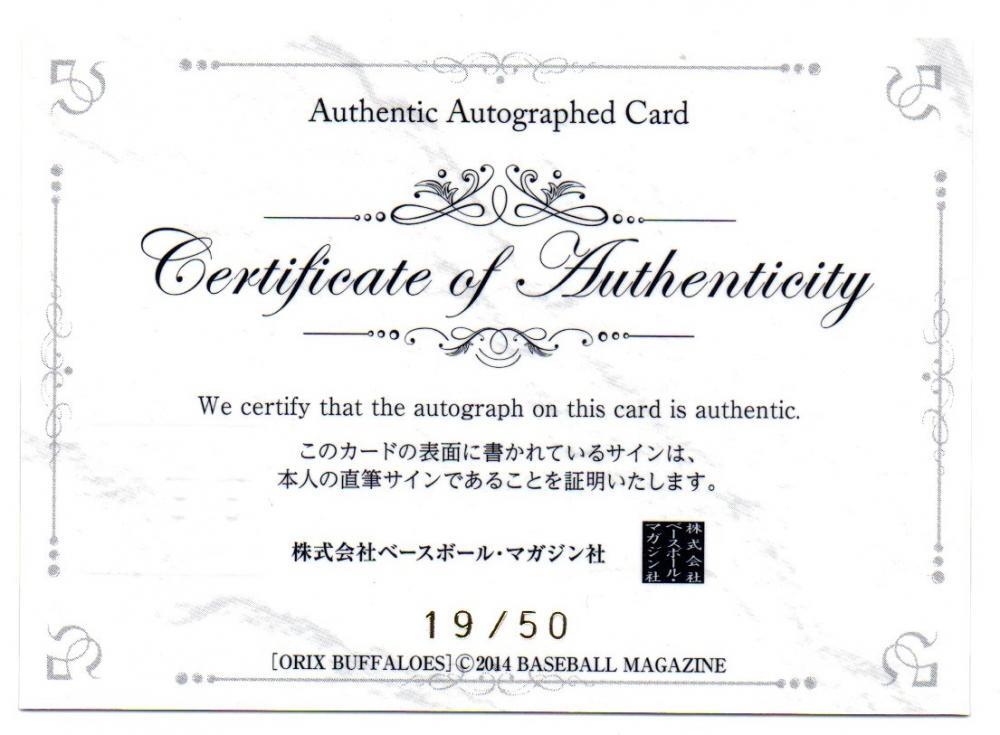 Authentic Autographed Card
Certificate of Authenticity
We certify that the autograph on this card is authentic.
このカードの表面に書かれているサインは、
本人の直筆サインであることを証明いたします。
株式会社ベースボール・マガジン社
株式会社
ベースボール・
マガジン社
19/50
[ORIX BUFFALOES]©2014 BASEBALL MAGAZINE